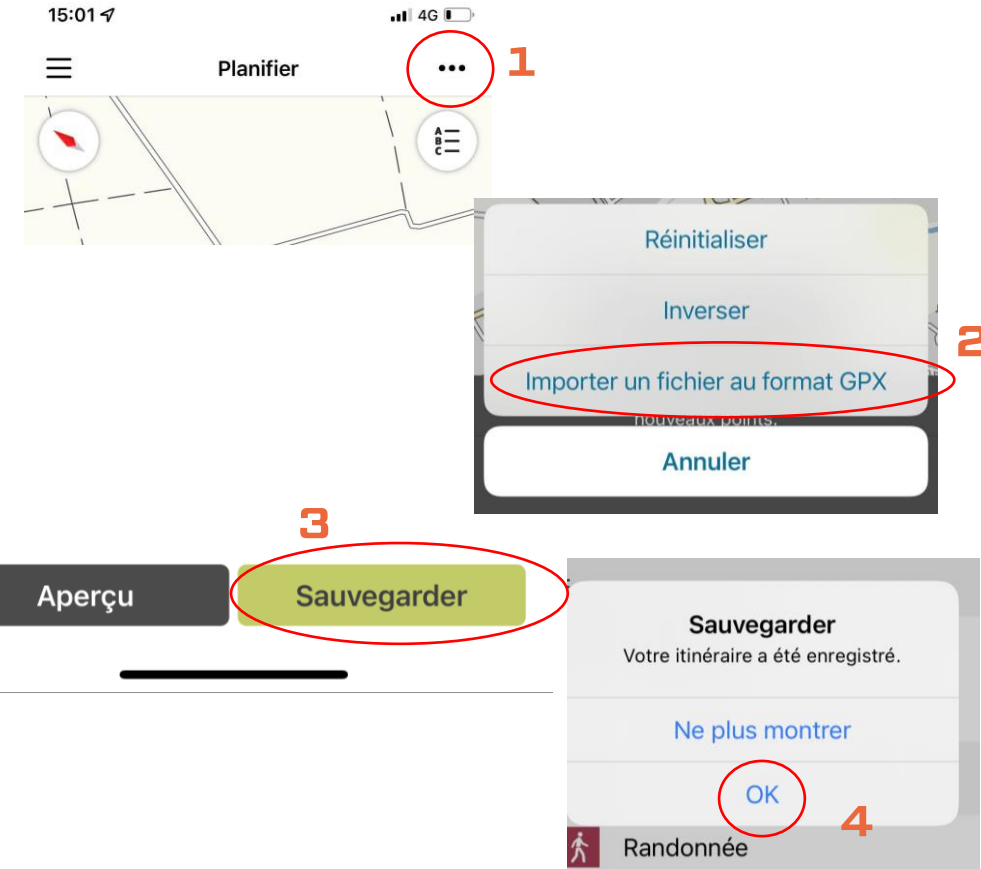 15:01
4G
Planifier
•••
1
A
B
C
Réinitialiser
Inverser
2
Importer un fichier au format GPX
nouveaux points.
Annuler
3
Aperçu
Sauvegarder
Sauvegarder
Votre itinéraire a été enregistré.
Ne plus montrer
OK
4
Randonnée